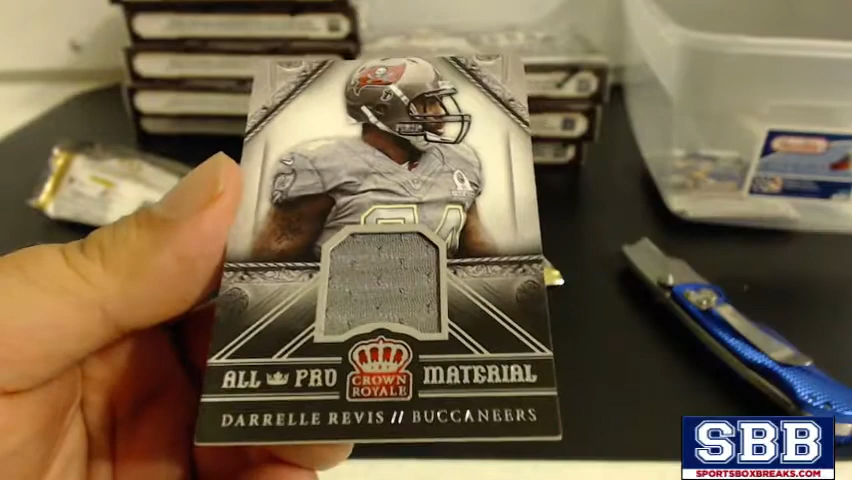 ALL PRO MATERIAL
CROWN
ROYALE
DARRELLE REVIS // BUCCANEERS
SBB
SPORTSBOXBREAKS.COM